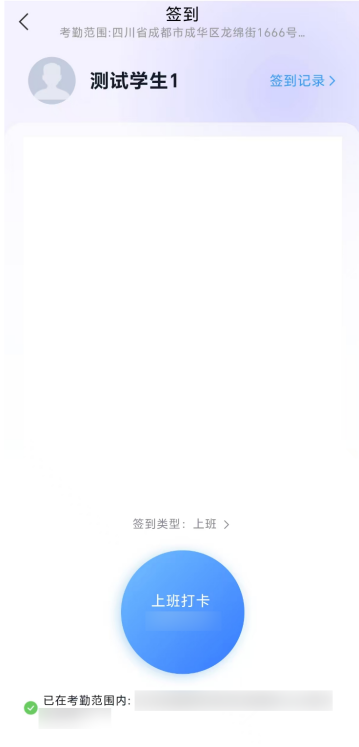 签到
考勤范围:四川省成都市成华区龙绵街1666号...
测试学生1
签到记录 >
签到类型：上班 >
上班打卡
已在考勤范围内: